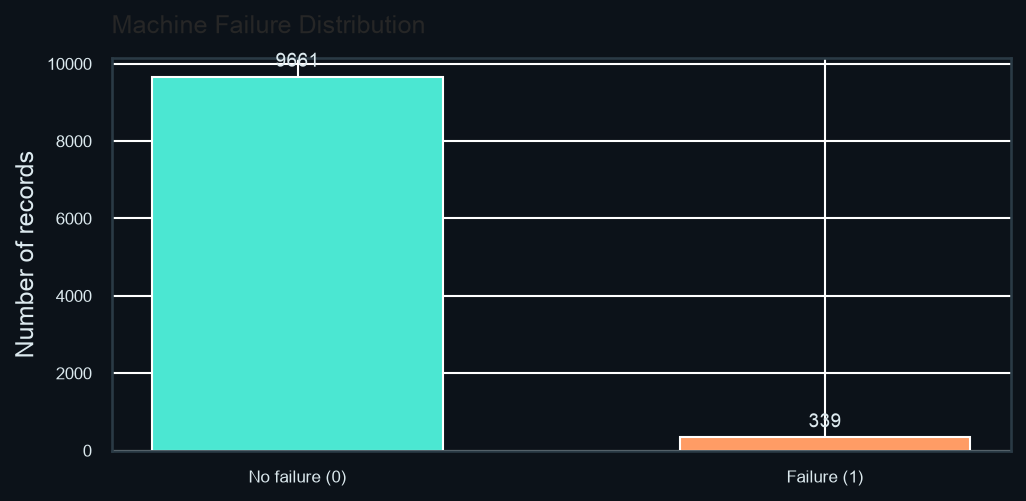 Machine Failure Distribution
Number of records
10000
8000
6000
4000
2000
0
9661
339
No failure (0)
Failure (1)